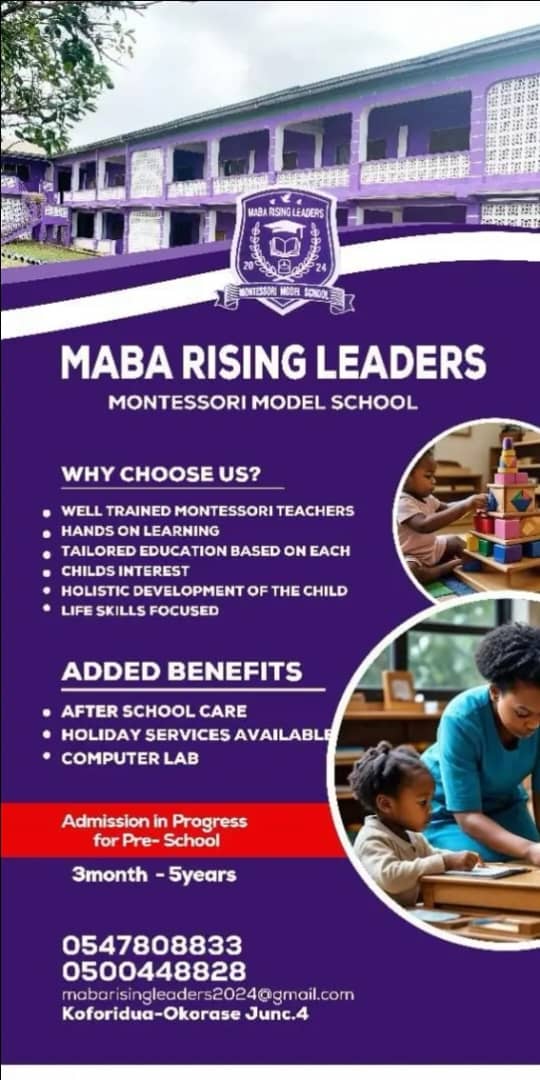 MABA RISING LEADERS
20 24
MONTESSORI MODEL SCHOOL
MABA RISING LEADERS
MONTESSORI MODEL SCHOOL
WHY CHOOSE US?
WELL TRAINED MONTESSORI TEACHERS
HANDS ON LEARNING
TAILORED EDUCATION BASED ON EACH
CHILDS INTEREST
HOLISTIC DEVELOPMENT OF THE CHILD
LIFE SKILLS FOCUSED
ADDED BENEFITS
AFTER SCHOOL CARE
HOLIDAY SERVICES AVAILABLE
COMPUTER LAB
Admission in Progress
for Pre- School
3month - 5years
0547808833
0500448828
mabarisingleaders2024@gmail.com
Koforidua-Okorase Junc.4